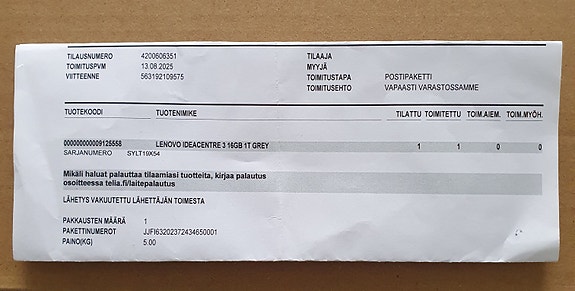 TILAUSNUMERO 4200606351 TILAAJA
TOIMITUSPVM 13.08.2025 MYYJÄ
VIITTEENNE 563192109575 TOIMITUSTAPA POSTIPAKETTI
TOIMITUSEHTO VAPAASTI VARASTOSSAMME
TUOTEKOODI TUOTENIMIKE TILATTU TOIMITETTU TOIM.AIEM. TOIM.MYÖH.
000000000009125558 LENOVO IDEACENTRE 3 16GB 1T GREY 1 1 0 0
SARJANUMERO SYLT19X54
Mikäli haluat palauttaa tilaamiasi tuotteita, kirjaa palautus
osoitteessa telia.fi/laitepalautus
LÄHETYS VAKUUTETTU LÄHETTÄJÄN TOIMESTA
PAKKAUSTEN MÄÄRÄ 1
PAKETTINUMEROT JJFI63202372434650001
PAINO(KG) 5.00